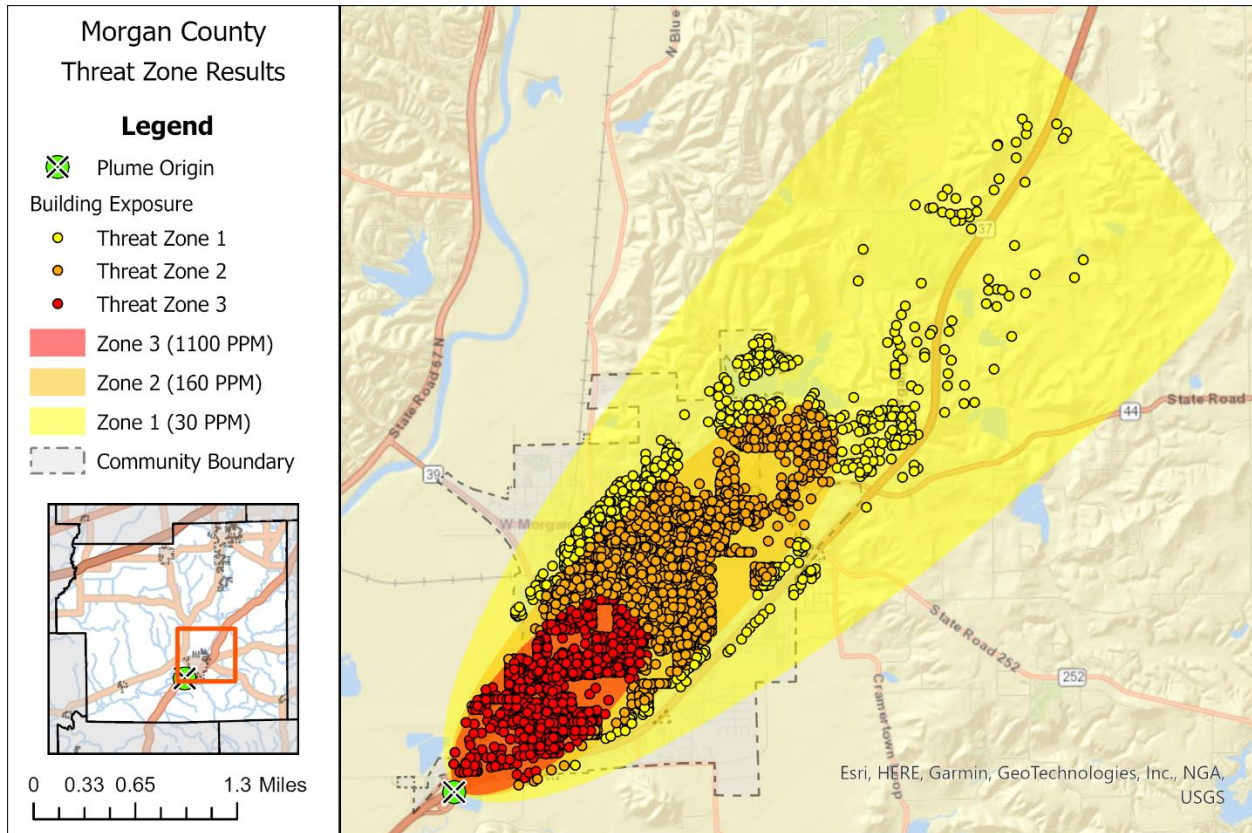 Morgan County
Threat Zone Results
Legend
Plume Origin
Building Exposure
Threat Zone 1
Threat Zone 2
Threat Zone 3
Zone 3 (1100 PPM)
Zone 2 (160 PPM)
Zone 1 (30 PPM)
Community Boundary
0 0.33 0.65 1.3 Miles
N Blue
37
State Road 67 N
44
State Road
39
W Morgan
State Road 252
252
Cramertown
oop
Esri, HERE, Garmin, GeoTechnologies, Inc., NGA,
USGS